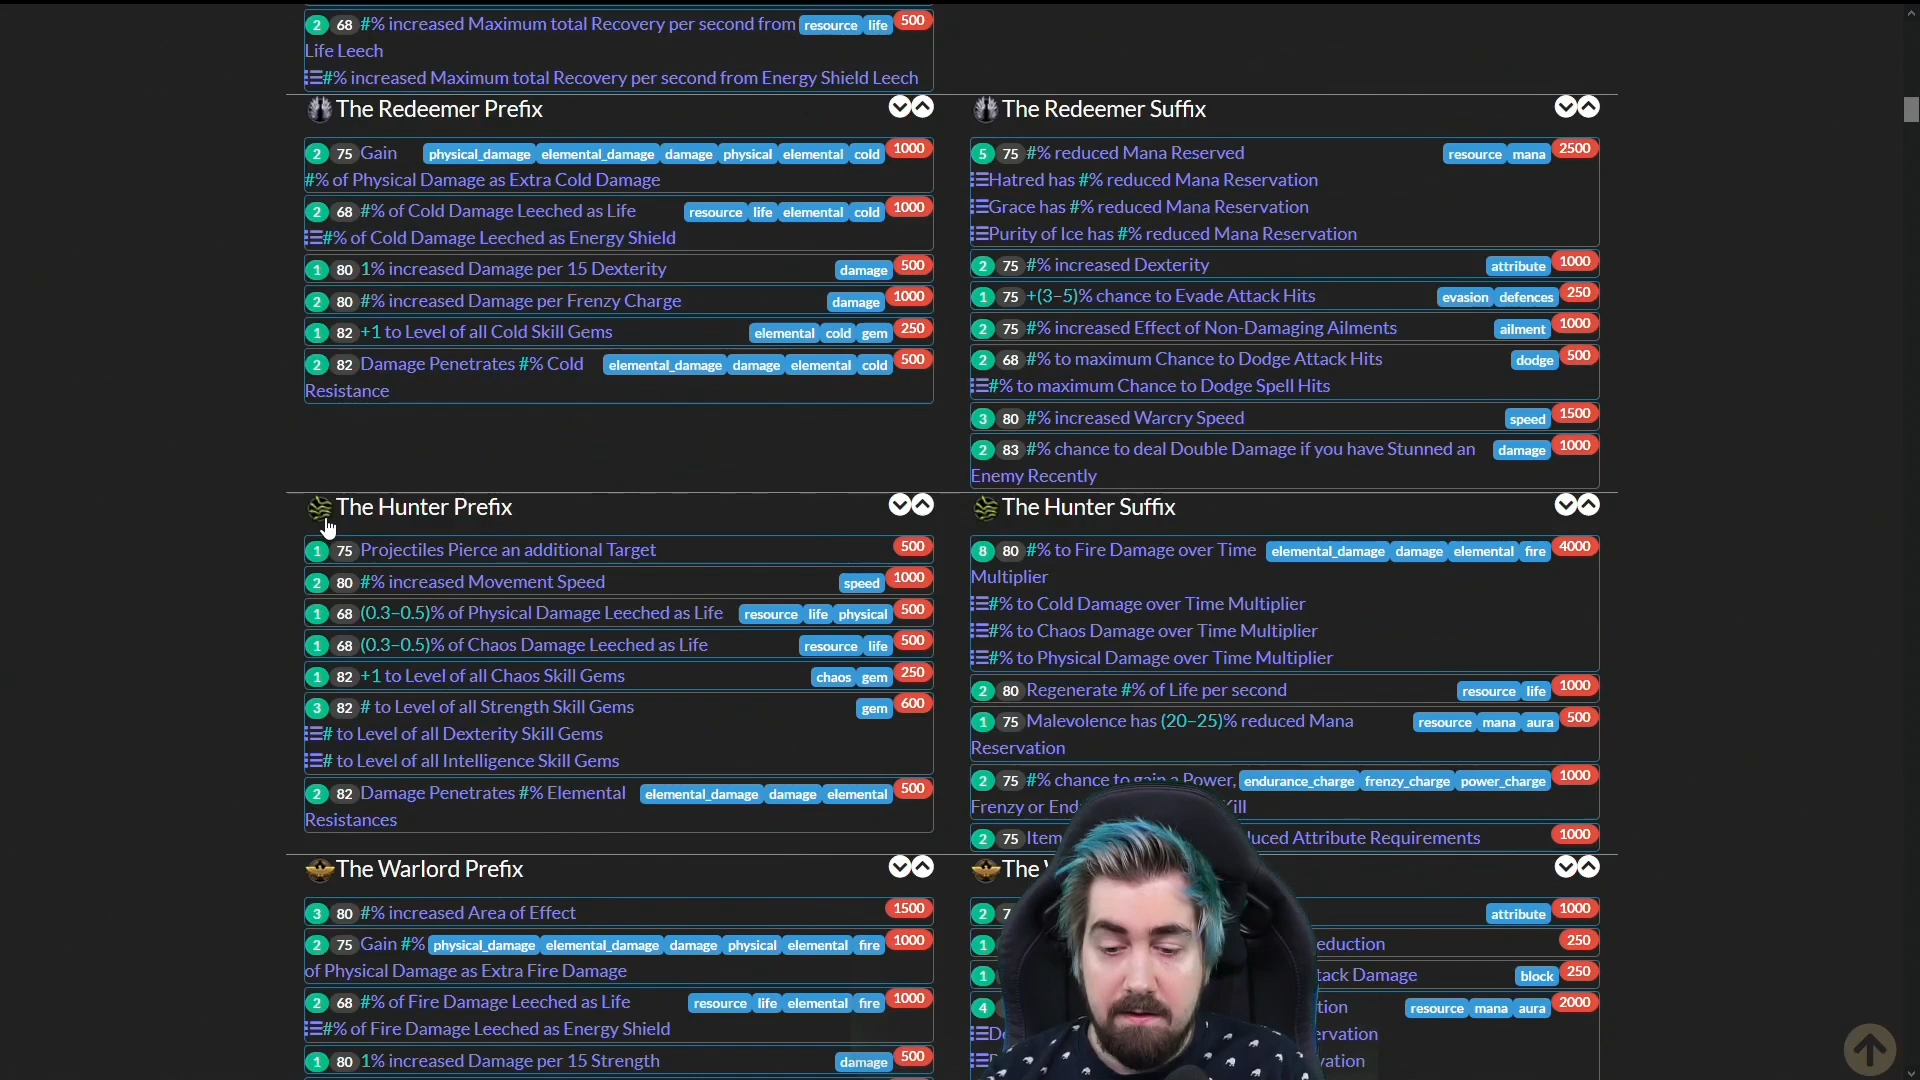 2 68 #% increased Maximum total Recovery per second from resource life 500
Life Leech
#% increased Maximum total Recovery per second from Energy Shield Leech
The Redeemer Prefix
2 75 Gain physical_damage elemental_damage damage physical elemental cold 1000
#% of Physical Damage as Extra Cold Damage
2 68 #% of Cold Damage Leeched as Life resource life elemental cold 1000
#% of Cold Damage Leeched as Energy Shield
1 80 1% increased Damage per 15 Dexterity damage 500
2 80 #% increased Damage per Frenzy Charge damage 1000
1 82 +1 to Level of all Cold Skill Gems elemental cold gem 250
2 82 Damage Penetrates #% Cold elemental_damage damage elemental cold 500
Resistance
The Redeemer Suffix
5 75 #% reduced Mana Reserved resource mana 2500
Hatred has #% reduced Mana Reservation
Grace has #% reduced Mana Reservation
Purity of Ice has #% reduced Mana Reservation
2 75 #% increased Dexterity attribute 1000
1 75 +(3–5)% chance to Evade Attack Hits evasion defences 250
2 75 #% increased Effect of Non-Damaging Ailments ailment 1000
2 68 #% to maximum Chance to Dodge Attack Hits dodge 500
#% to maximum Chance to Dodge Spell Hits
3 80 #% increased Warcry Speed speed 1500
2 83 #% chance to deal Double Damage if you have Stunned an damage 1000
Enemy Recently
The Hunter Prefix
1 75 Projectiles Pierce an additional Target 500
2 80 #% increased Movement Speed speed 1000
1 68 (0.3–0.5)% of Physical Damage Leeched as Life resource life physical 500
1 68 (0.3–0.5)% of Chaos Damage Leeched as Life resource life 500
1 82 +1 to Level of all Chaos Skill Gems chaos gem 250
3 82 # to Level of all Strength Skill Gems gem 600
# to Level of all Dexterity Skill Gems
# to Level of all Intelligence Skill Gems
2 82 Damage Penetrates #% Elemental elemental_damage damage elemental 500
Resistances
The Hunter Suffix
8 80 #% to Fire Damage over Time elemental_damage damage elemental fire 4000
Multiplier
#% to Cold Damage over Time Multiplier
#% to Chaos Damage over Time Multiplier
#% to Physical Damage over Time Multiplier
2 80 Regenerate #% of Life per second resource life 1000
1 75 Malevolence has (20–25)% reduced Mana resource mana aura 500
Reservation
2 75 #% chance to gain a Power, endurance_charge frenzy_charge power_charge 1000
Frenzy or
2 75 Attribute Requirements 1000
The Warlord Prefix
3 80 #% increased Area of Effect 1500
2 75 Gain #% physical_damage elemental_damage damage physical elemental fire 1000
of Physical Damage as Extra Fire Damage
2 68 #% of Fire Damage Leeched as Life resource life elemental fire 1000
#% of Fire Damage Leeched as Energy Shield
1 80 1% increased Damage per 15 Strength damage 500
The
2 attribute 1000
1 250
1 Damage block 250
4 resource mana aura 2000